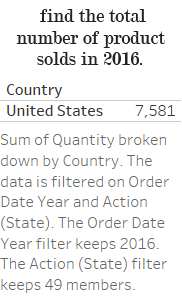 find the total
number of product
solds in 2016.
Country
United States 7,581
Sum of Quantity broken
down by Country. The
data is filtered on Order
Date Year and Action
(State). The Order Date
Year filter keeps 2016.
The Action (State) filter
keeps 49 members.